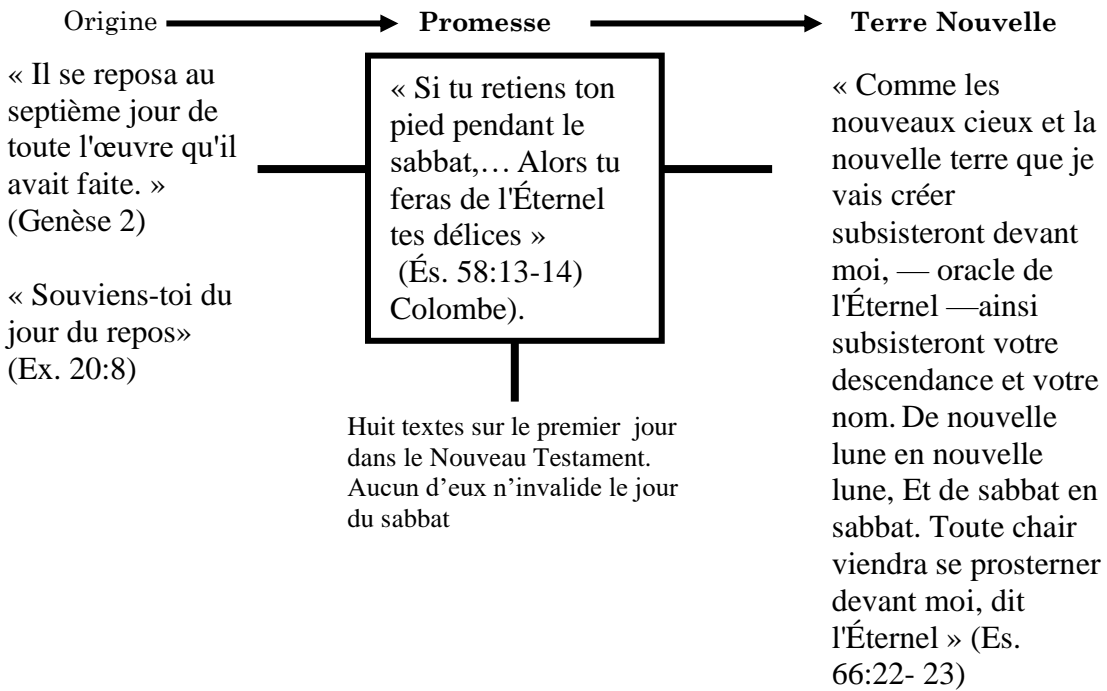 Origine
Promesse
Terre Nouvelle
« Il se reposa au
septième jour de
toute l'œuvre qu'il
avait faite. »
(Genèse 2)
« Souviens-toi du
jour du repos»
(Ex. 20:8)
« Si tu retiens ton
pied pendant le
sabbat,… Alors tu
feras de l'Éternel
tes délices »
(És. 58:13-14)
Colombe).
Huit textes sur le premier jour
dans le Nouveau Testament.
Aucun d’eux n’invalide le jour
du sabbat
« Comme les
nouveaux cieux et la
nouvelle terre que je
vais créer
subsisteront devant
moi, — oracle de
l'Éternel —ainsi
subsisteront votre
descendance et votre
nom. De nouvelle
lune en nouvelle
lune, Et de sabbat en
sabbat. Toute chair
viendra se prosterner
devant moi, dit
l'Éternel » (Es.
66:22- 23)